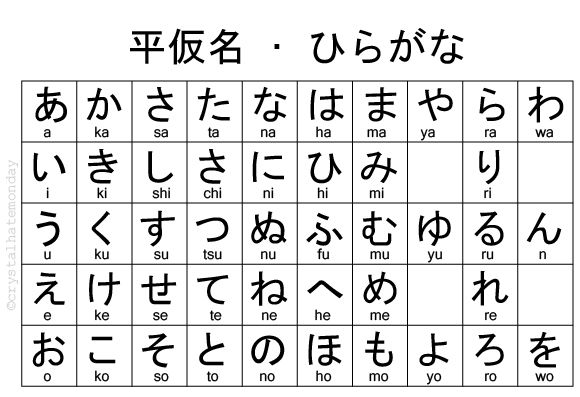 平仮名 ・ ひらがな
あ か さ た な は ま や ら わ
a ka sa ta na ha ma ya ra wa
い き し さ に ひ み り
i ki shi chi ni hi mi ri
う く す つ ぬ ふ む ゆ る ん
u ku su tsu nu fu mu yu ru n
え け せ て ね へ め れ
e ke se te ne he me re
お こ そ と の ほ も よ ろ を
o ko so to no ho mo yo ro wo
©crystalhatemonday